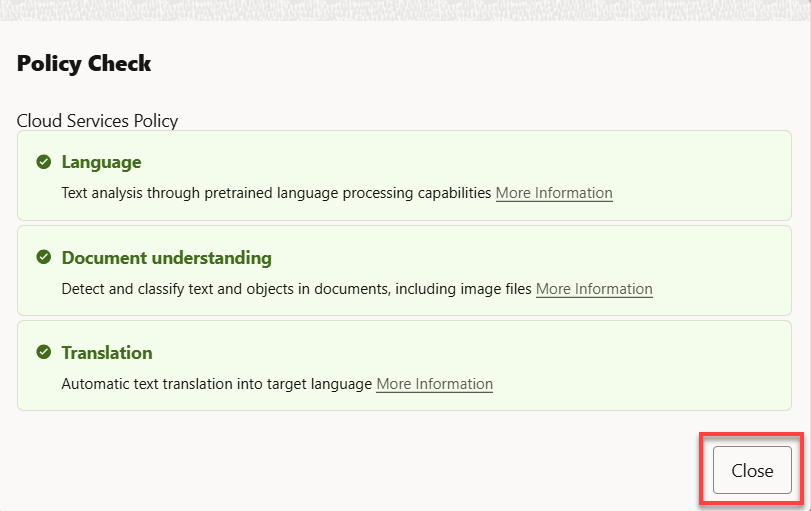 Policy Check
Cloud Services Policy
Language
Text analysis through pretrained language processing capabilities More Information
Document understanding
Detect and classify text and objects in documents, including image files More Information
Translation
Automatic text translation into target language More Information
Close